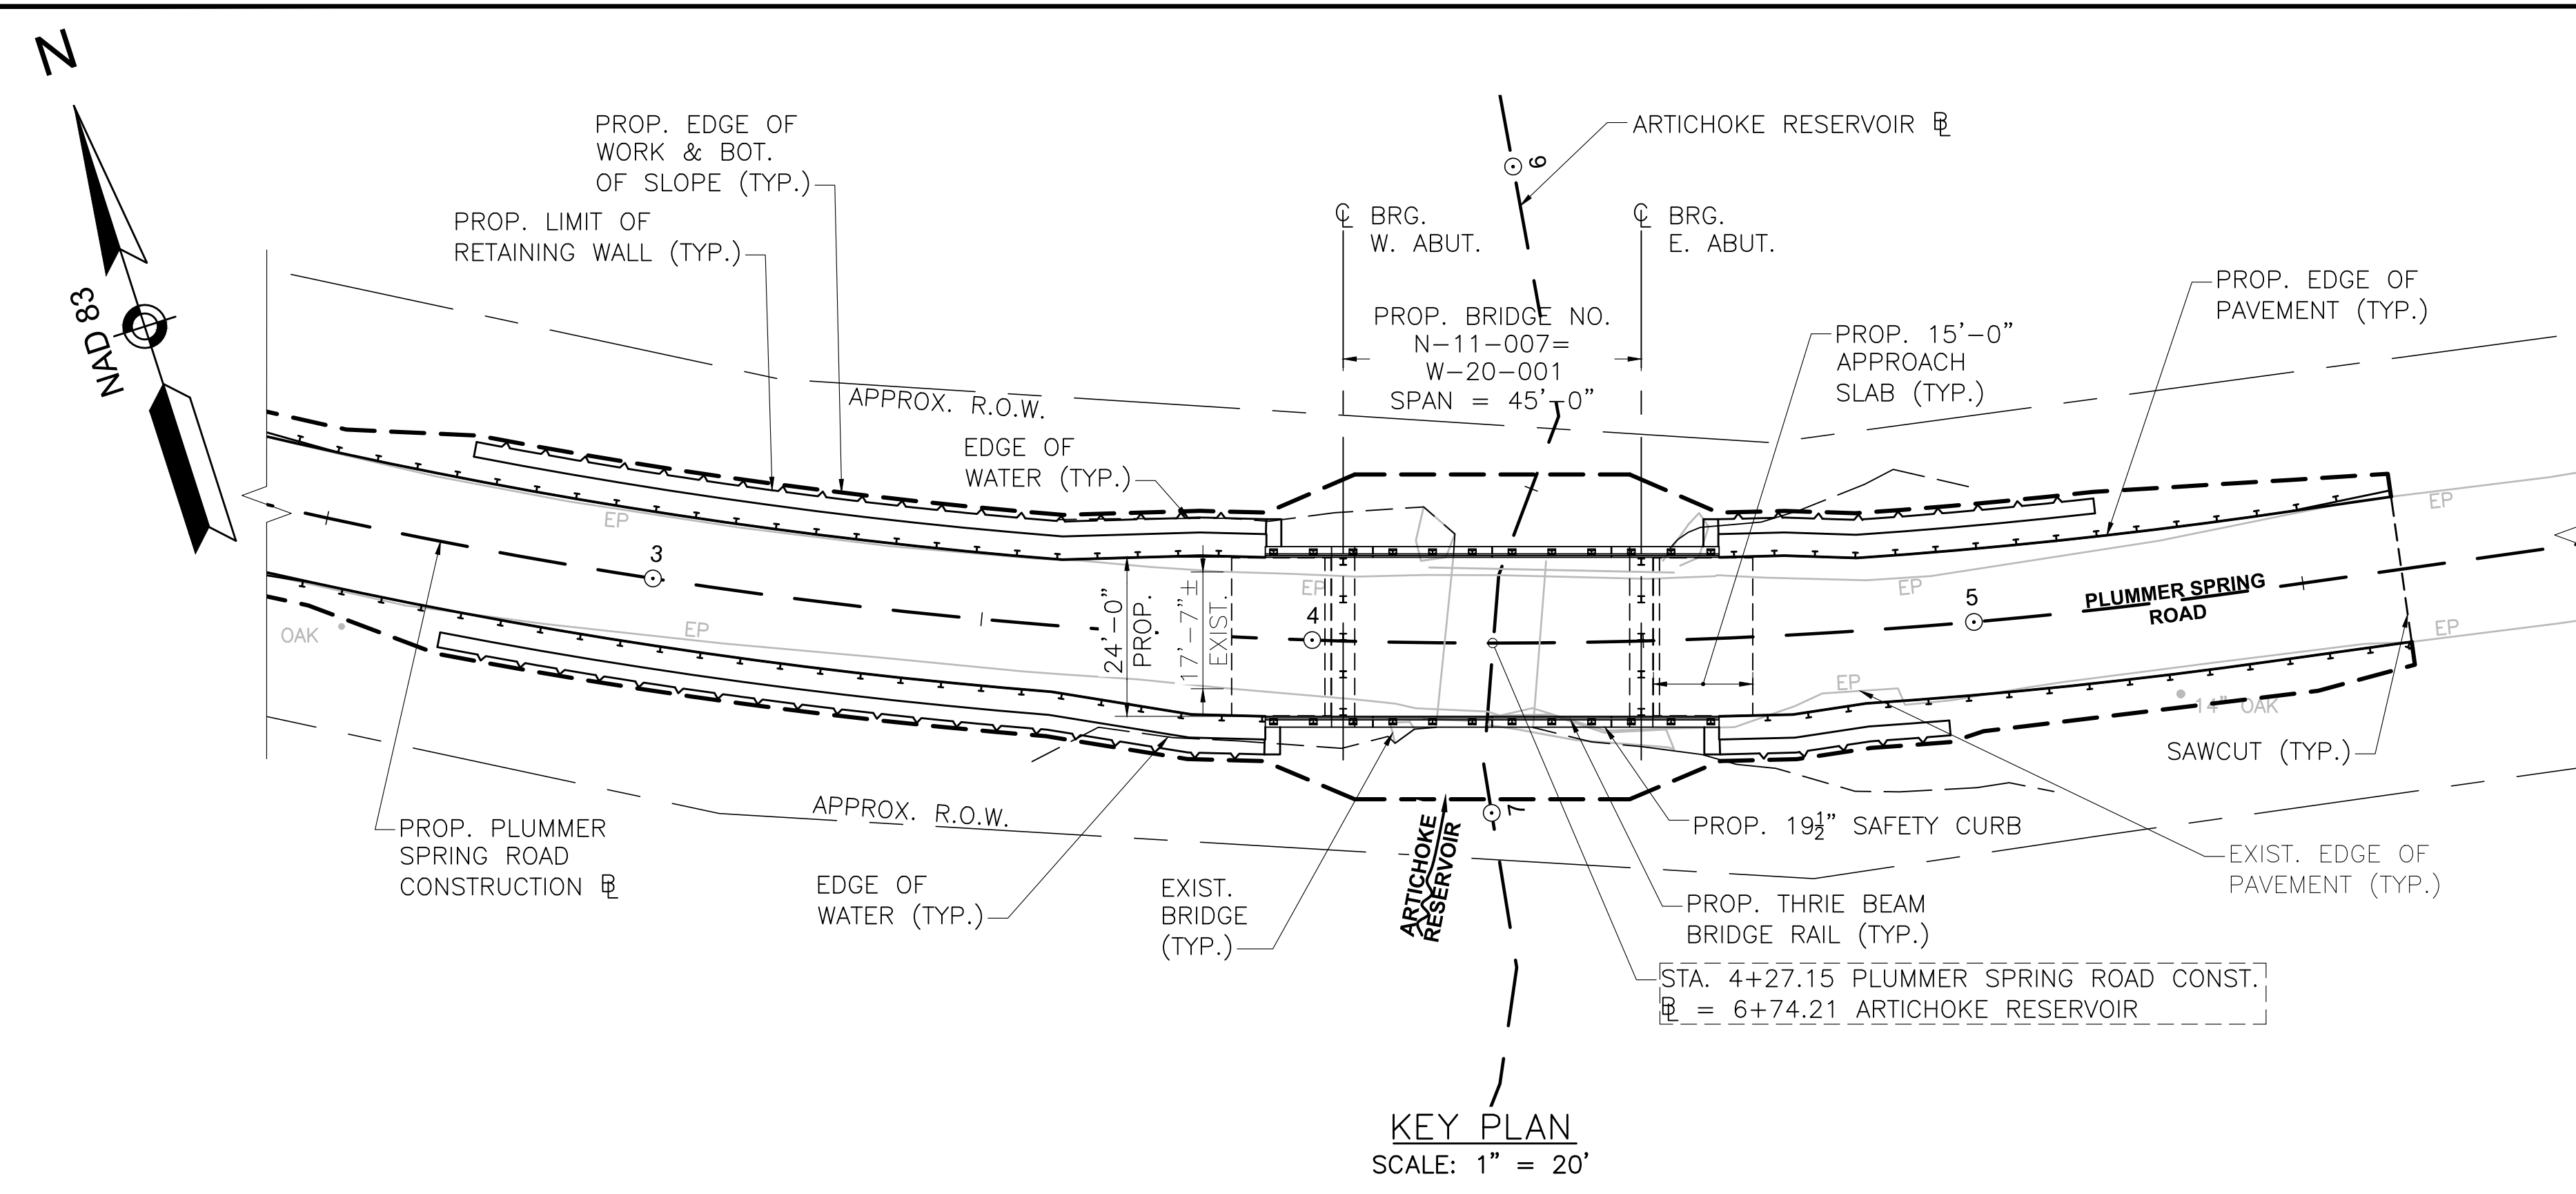 N
NAD 83
PROP. EDGE OF
WORK & BOT.
OF SLOPE (TYP.)
PROP. LIMIT OF
RETAINING WALL (TYP.)
ARTICHOKE RESERVOIR ℄
6
℄ BRG.
W. ABUT.
℄ BRG.
E. ABUT.
PROP. BRIDGE NO.
N-11-007=
W-20-001
SPAN = 45'-0"
PROP. EDGE OF
PAVEMENT (TYP.)
PROP. 15'-0"
APPROACH
SLAB (TYP.)
APPROX. R.O.W.
EDGE OF
WATER (TYP.)
EP
EP
EP
EP
EP
EP
EP
3
4
5
24'-0"
PROP.
17'-7"±
EXIST.
PLUMMER SPRING
ROAD
OAK
14" OAK
SAWCUT (TYP.)
APPROX. R.O.W.
PROP. PLUMMER
SPRING ROAD
CONSTRUCTION BL
EDGE OF
WATER (TYP.)
EXIST.
BRIDGE
(TYP.)
ARTICHOKE
RESERVOIR
7
PROP. 19½" SAFETY CURB
EXIST. EDGE OF
PAVEMENT (TYP.)
PROP. THRIE BEAM
BRIDGE RAIL (TYP.)
STA. 4+27.15 PLUMMER SPRING ROAD CONST.
BL = 6+74.21 ARTICHOKE RESERVOIR
KEY PLAN
SCALE: 1" = 20'